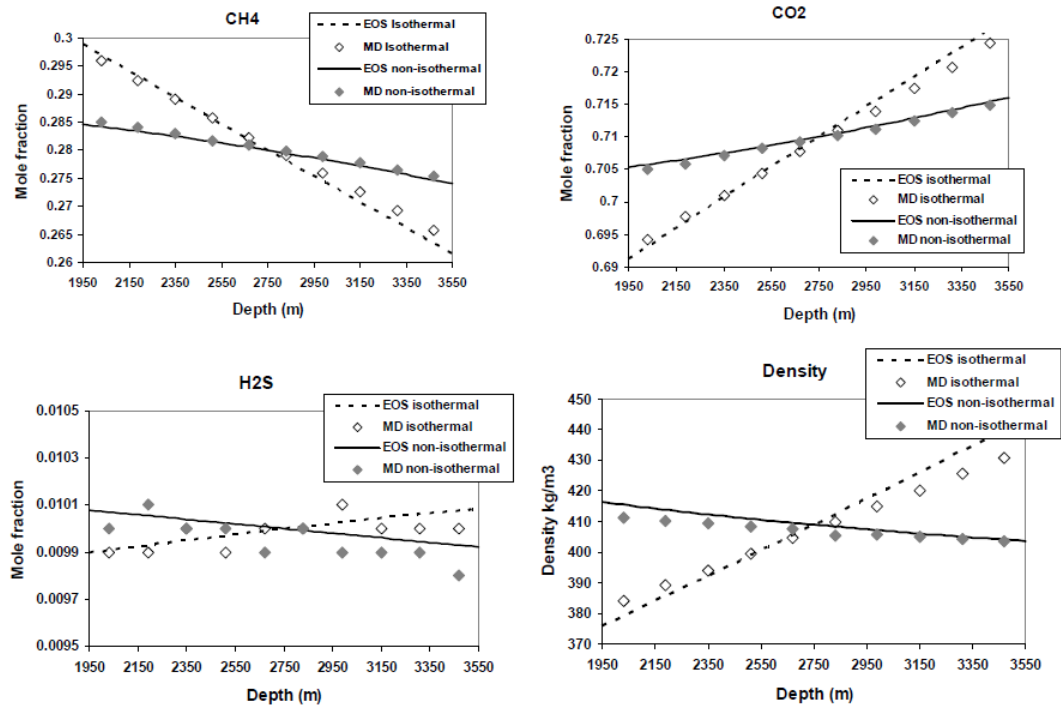 CH4
EOS Isothermal
MD Isothermal
EOS non-isothermal
MD non-isothermal
0.3
0.295
0.29
0.285
0.28
0.275
0.27
0.265
0.26
Mole fraction
1950 2150 2350 2550 2750 2950 3150 3350 3550
Depth (m)
CO2
0.725
0.72
0.715
0.71
0.705
0.7
0.695
0.69
Mole fraction
EOS isothermal
MD isothermal
EOS non-isothermal
MD non-isothermal
1950 2150 2350 2550 2750 2950 3150 3350 3550
Depth (m)
H2S
EOS isothermal
MD isothermal
EOS non-isothermal
MD non-isothermal
0.0105
0.0103
0.0101
0.0099
0.0097
0.0095
Mole fraction
1950 2150 2350 2550 2750 2950 3150 3350 3550
Depth (m)
Density
EOS isothermal
MD isothermal
EOS non-isothermal
MD non-isothermal
450
440
430
420
410
400
390
380
370
Density kg/m3
1950 2150 2350 2550 2750 2950 3150 3350 3550
Depth (m)